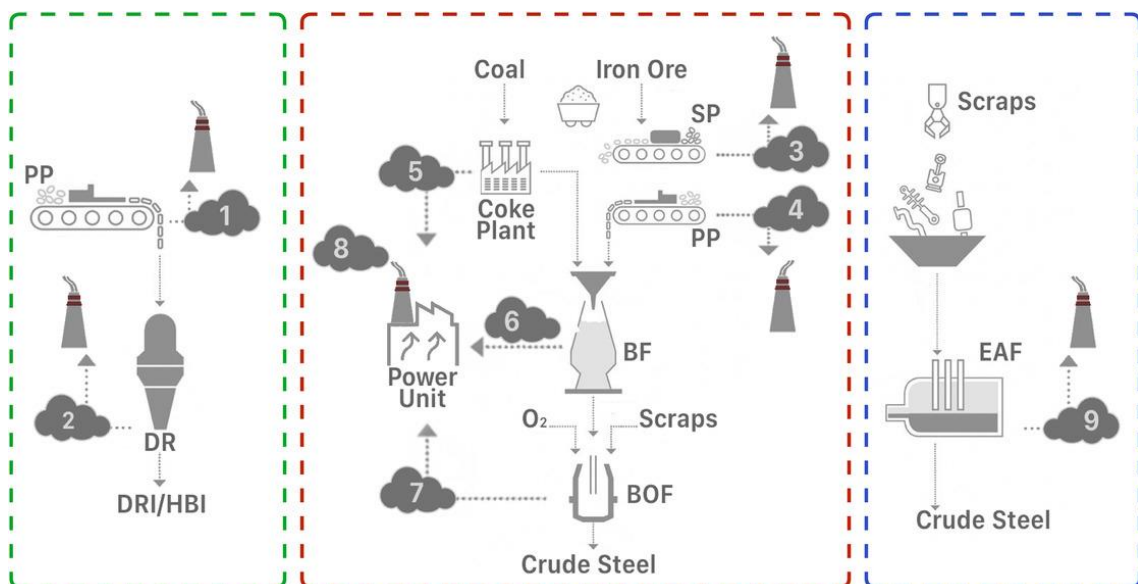 PP
1
2
DR
DRI/HBI
Coal
Iron Ore
SP
3
5
Coke
Plant
4
PP
8
6
BF
Power
Unit
O₂
Scraps
7
BOF
Crude Steel
Scraps
EAF
9
Crude Steel